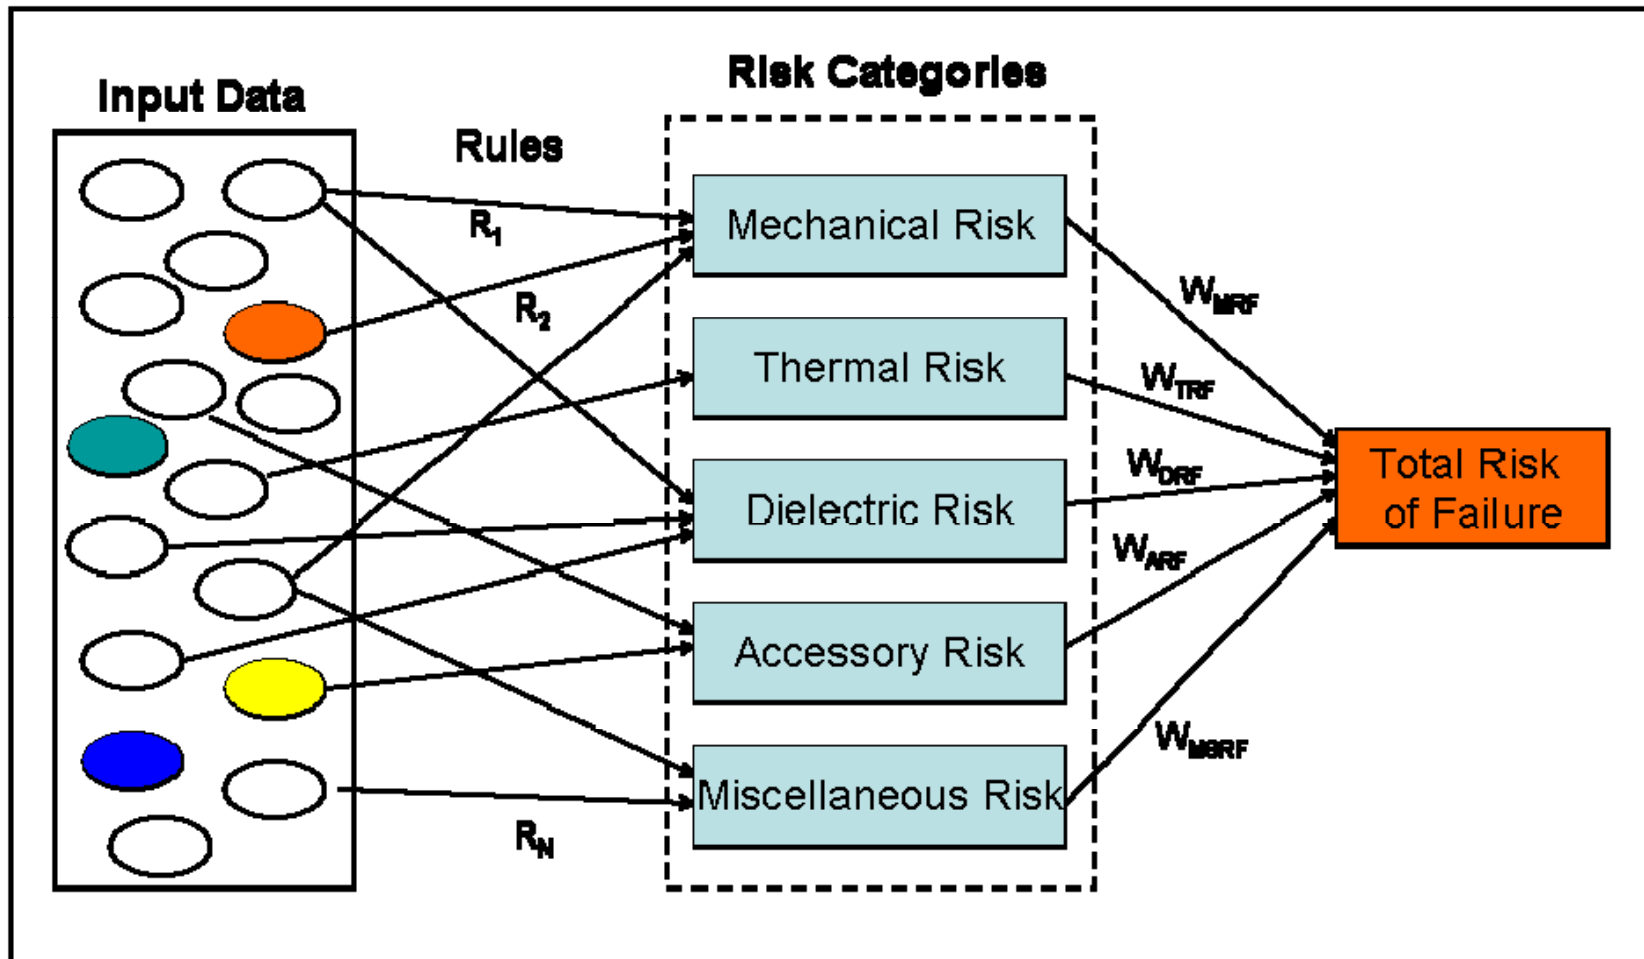 Input Data
Risk Categories
Rules
R1
R2
RN
Mechanical Risk
Thermal Risk
Dielectric Risk
Accessory Risk
Miscellaneous Risk
WMRF
WTRF
WDRF
WARF
WMSRF
Total Risk
of Failure